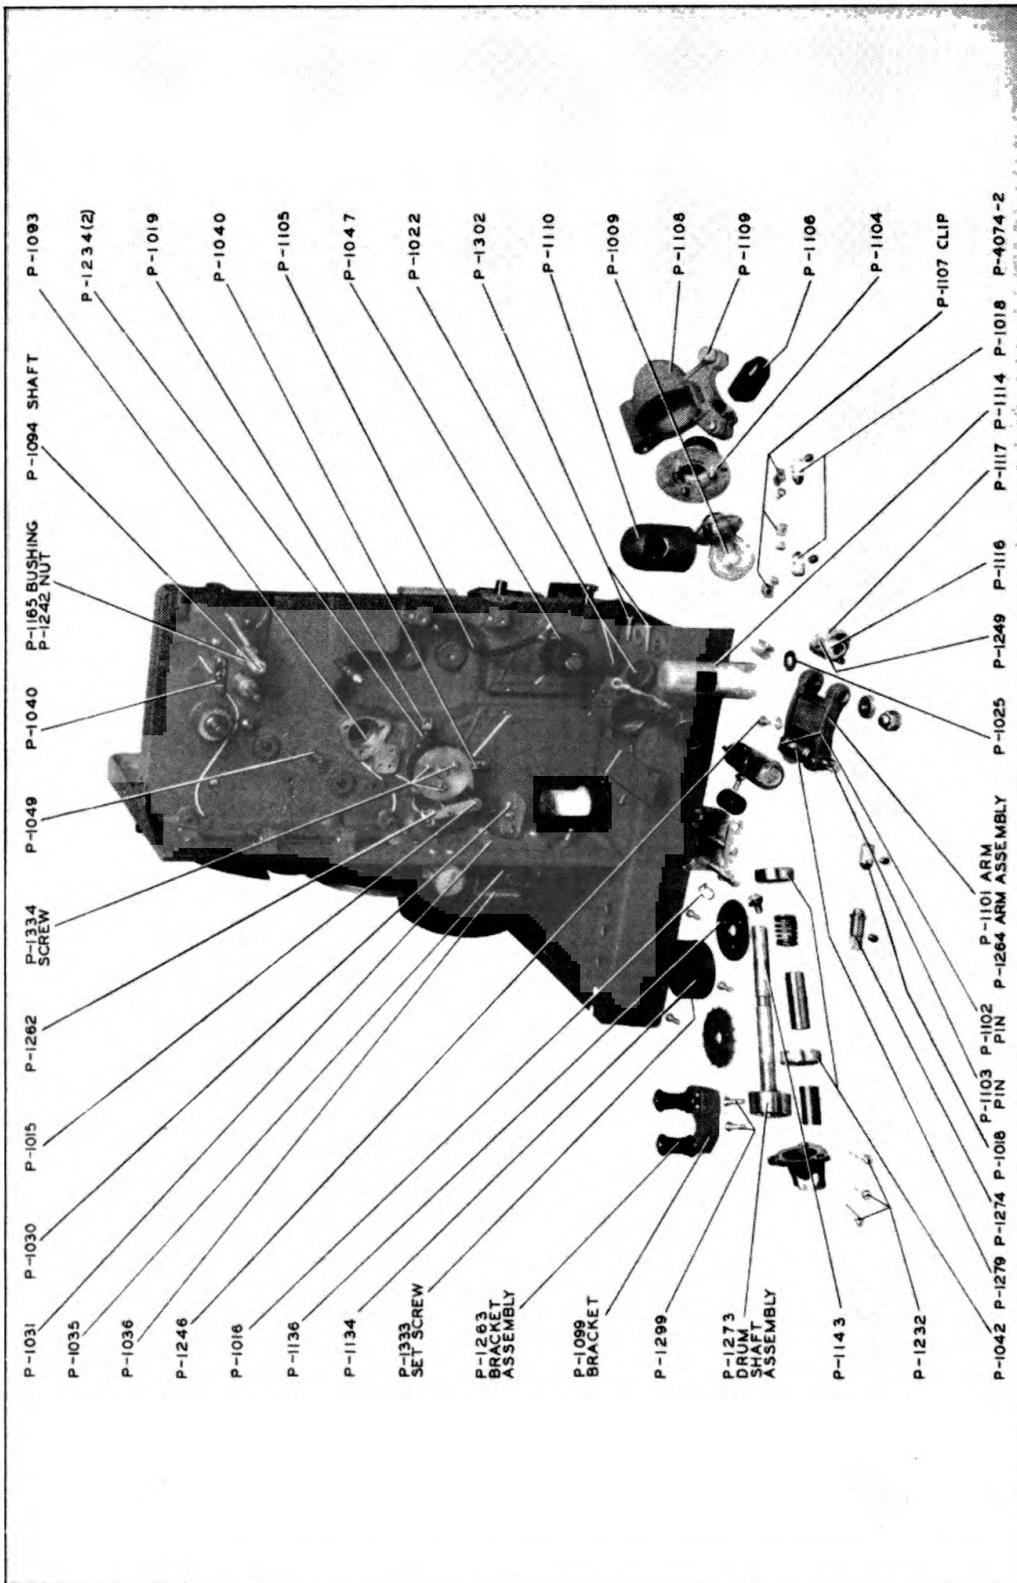 P-1031
P-1030
P-1015
P-1262
P-1334
SCREW
P-1049
P-1040
P-1165 BUSHING
P-1242 NUT
P-1094 SHAFT
P-1093
P-1234(2)
P-1019
P-1040
P-1105
P-1047
P-1022
P-1302
P-1110
P-1009
P-1108
P-1109
P-1106
P-1104
P-1107 CLIP
P-1035
P-1036
P-1246
P-1016
P-1136
P-1134
P-1333
SET SCREW
P-1263
BRACKET
ASSEMBLY
P-1099
BRACKET
P-1299
P-1273
DRUM
SHAFT
ASSEMBLY
P-1143
P-1232
P-1042
P-1279
P-1274
P-1018
P-1103
PIN
P-1102
PIN
P-1101 ARM
P-1264 ARM ASSEMBLY
P-1025
P-1249
P-1116
P-1117
P-1114
P-1018
P-4074-2